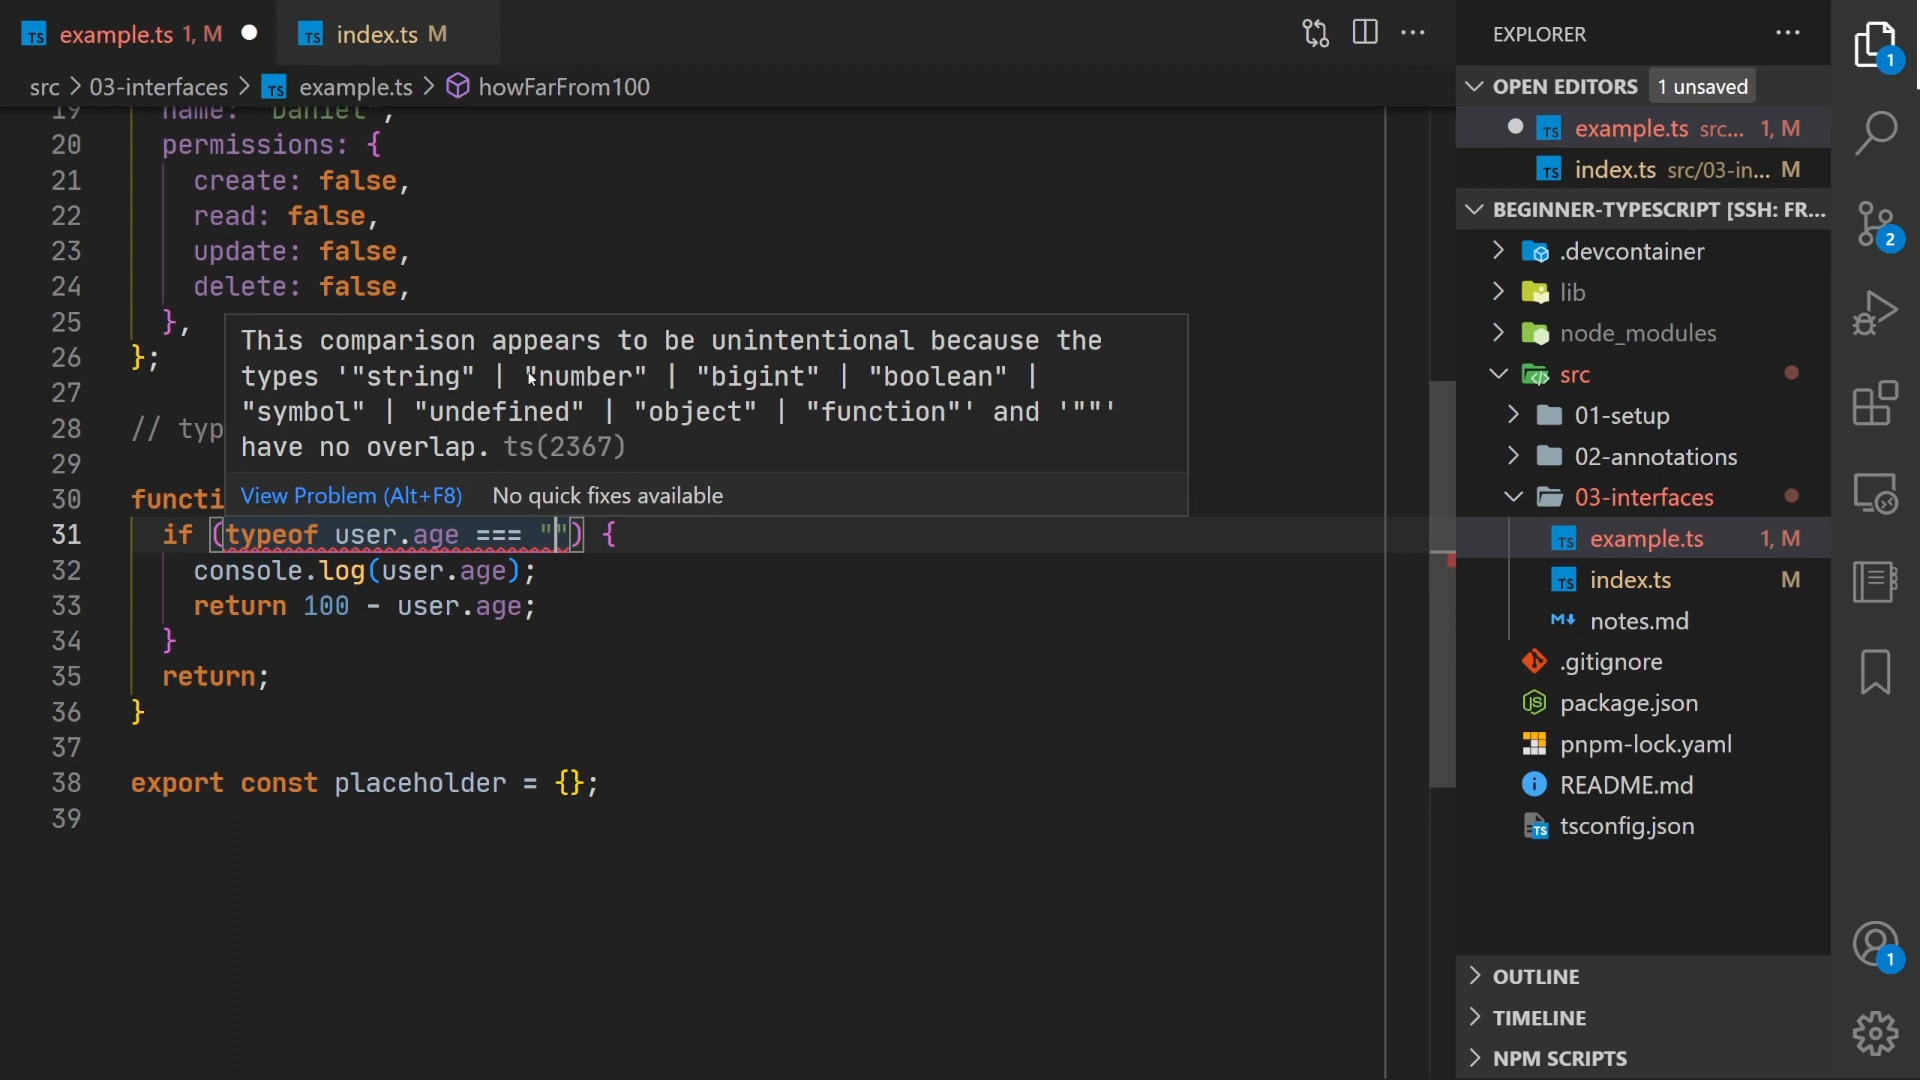 example.ts 1, M
index.ts M
src > 03-interfaces > example.ts > howFarFrom100
19 name: "Daniel",
20 permissions: {
21 create: false,
22 read: false,
23 update: false,
24 delete: false,
25 },
26 };
27
28 // typ
29
30 functi
31 if (typeof user.age === "") {
32 console.log(user.age);
33 return 100 - user.age;
34 }
35 return;
36 }
37
38 export const placeholder = {};
39
This comparison appears to be unintentional because the
types '"string" | "number" | "bigint" | "boolean" |
"symbol" | "undefined" | "object" | "function"' and '""'
have no overlap. ts(2367)
View Problem (Alt+F8) No quick fixes available
EXPLORER
OPEN EDITORS 1 unsaved
example.ts src... 1, M
index.ts src/03-in... M
BEGINNER-TYPESCRIPT [SSH: FR...
.devcontainer
lib
node_modules
src
01-setup
02-annotations
03-interfaces
example.ts 1, M
index.ts M
notes.md
.gitignore
package.json
pnpm-lock.yaml
README.md
tsconfig.json
OUTLINE
TIMELINE
NPM SCRIPTS
1
2
1